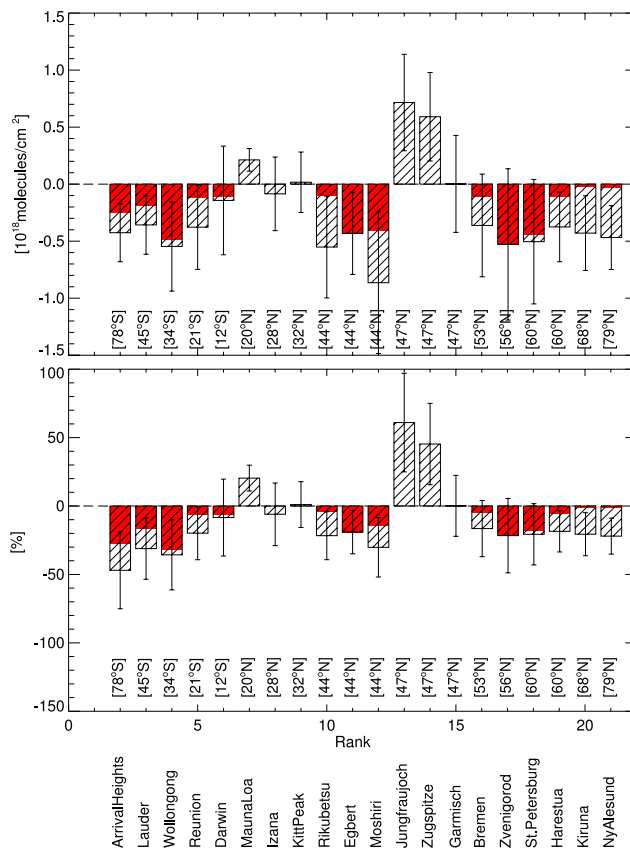 1.5
1.0
0.5
0.0
-0.5
-1.0
-1.5
[10¹⁸molecules/cm ²]
[78°S]
[45°S]
[34°S]
[21°S]
[12°S]
[20°N]
[28°N]
[32°N]
[44°N]
[44°N]
[44°N]
[47°N]
[47°N]
[47°N]
[53°N]
[56°N]
[60°N]
[60°N]
[68°N]
[79°N]
100
50
0
-50
-100
-150
[%]
[78°S]
[45°S]
[34°S]
[21°S]
[12°S]
[20°N]
[28°N]
[32°N]
[44°N]
[44°N]
[44°N]
[47°N]
[47°N]
[47°N]
[53°N]
[56°N]
[60°N]
[60°N]
[68°N]
[79°N]
0 5 10 15 20
Rank
ArrivalHeights
Lauder
Wollongong
Reunion
Darwin
MaunaLoa
Izana
KittPeak
Rikubetsu
Egbert
Moshiri
Jungfraujoch
Zugspitze
Garmisch
Bremen
Zvenigorod
St.Petersburg
Harestua
Kiruna
NyAlesund